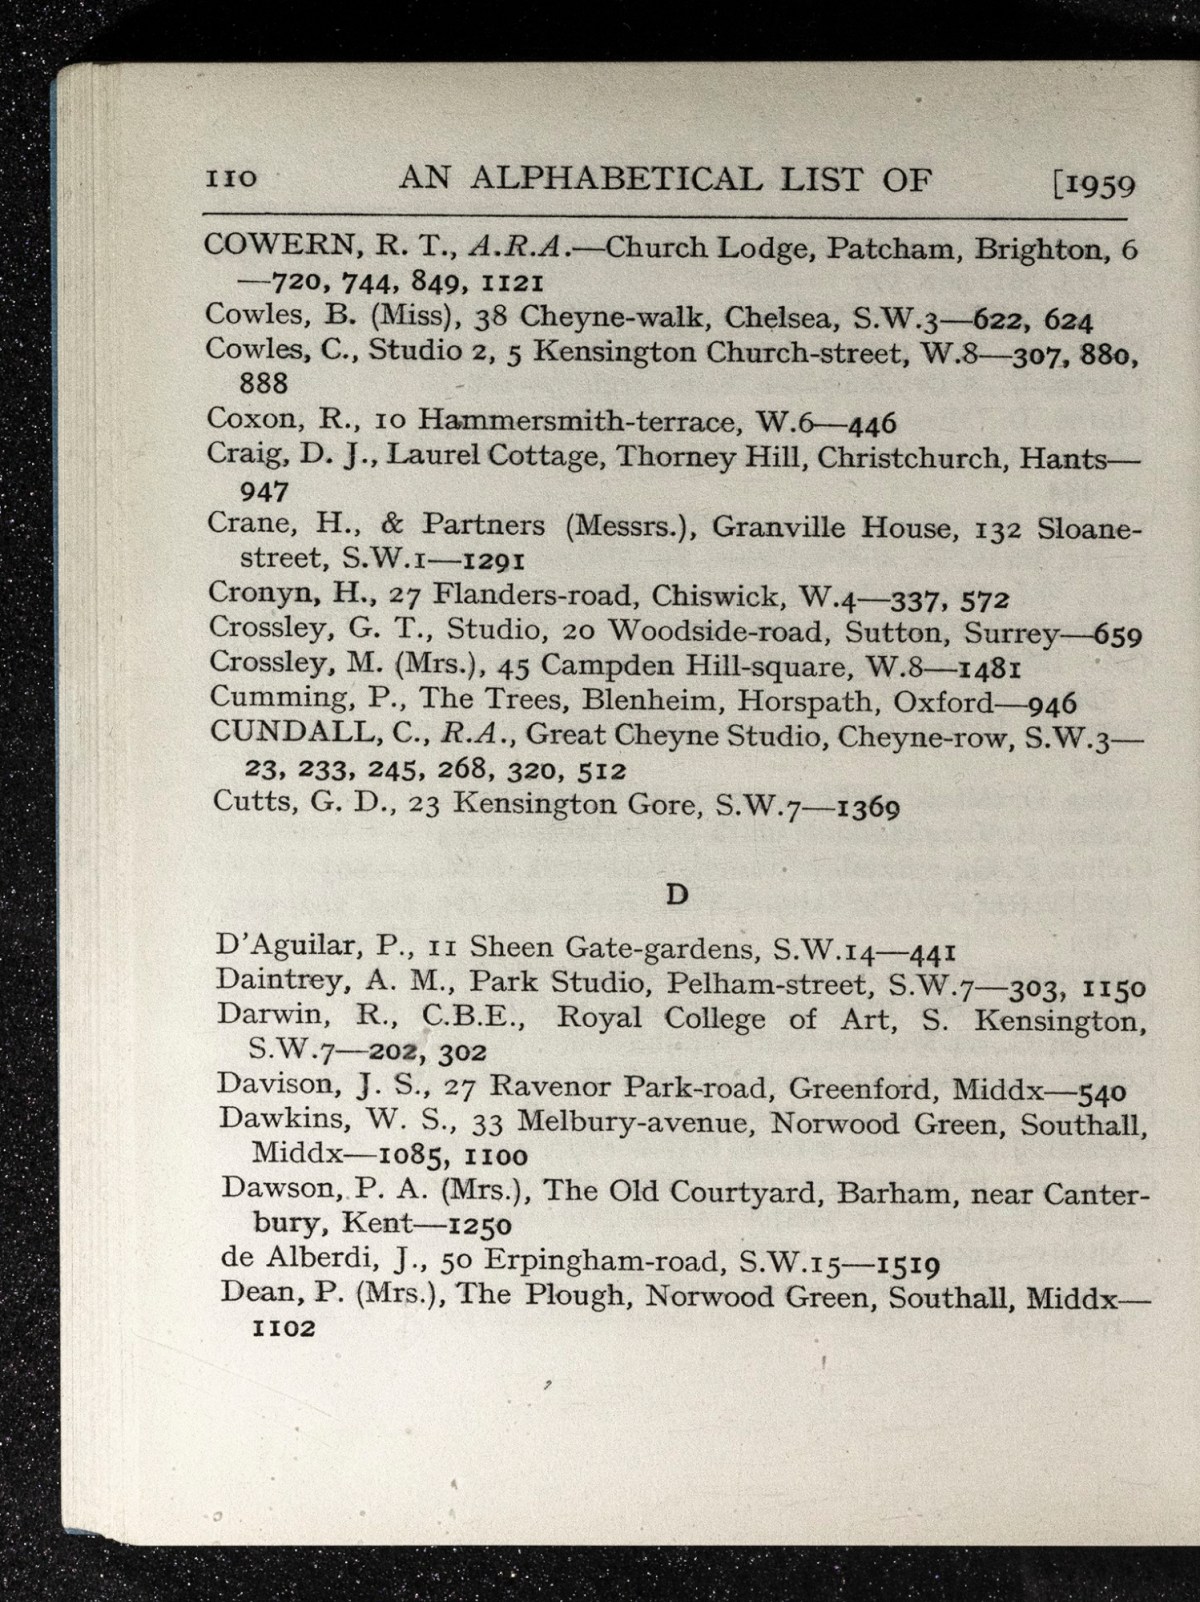 110 AN ALPHABETICAL LIST OF [1959
COWERN, R. T., A.R.A.—Church Lodge, Patcham, Brighton, 6
—720, 744, 849, 1121
Cowles, B. (Miss), 38 Cheyne-walk, Chelsea, S.W.3—622, 624
Cowles, C., Studio 2, 5 Kensington Church-street, W.8—307, 880,
888
Coxon, R., 10 Hammersmith-terrace, W.6—446
Craig, D. J., Laurel Cottage, Thorney Hill, Christchurch, Hants—
947
Crane, H., & Partners (Messrs.), Granville House, 132 Sloane-
street, S.W.1—1291
Cronyn, H., 27 Flanders-road, Chiswick, W.4—337, 572
Crossley, G. T., Studio, 20 Woodside-road, Sutton, Surrey—659
Crossley, M. (Mrs.), 45 Campden Hill-square, W.8—1481
Cumming, P., The Trees, Blenheim, Horspath, Oxford—946
CUNDALL, C., R.A., Great Cheyne Studio, Cheyne-row, S.W.3—
23, 233, 245, 268, 320, 512
Cutts, G. D., 23 Kensington Gore, S.W.7—1369
D
D'Aguilar, P., 11 Sheen Gate-gardens, S.W.14—441
Daintrey, A. M., Park Studio, Pelham-street, S.W.7—303, 1150
Darwin, R., C.B.E., Royal College of Art, S. Kensington,
S.W.7—202, 302
Davison, J. S., 27 Ravenor Park-road, Greenford, Middx—540
Dawkins, W. S., 33 Melbury-avenue, Norwood Green, Southall,
Middx—1085, 1100
Dawson, P. A. (Mrs.), The Old Courtyard, Barham, near Canter-
bury, Kent—1250
de Alberdi, J., 50 Erpingham-road, S.W.15—1519
Dean, P. (Mrs.), The Plough, Norwood Green, Southall, Middx—
1102